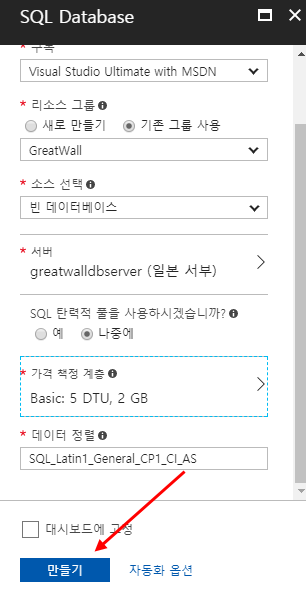 SQL Database
* 구독
Visual Studio Ultimate with MSDN
* 리소스 그룹
새로 만들기 기존 그룹 사용
GreatWall
* 소스 선택
빈 데이터베이스
* 서버
greatwalldbserver (일본 서부)
SQL 탄력적 풀을 사용하시겠습니까?
예 나중에
* 가격 책정 계층
Basic: 5 DTU, 2 GB
* 데이터 정렬
SQL_Latin1_General_CP1_CI_AS
대시보드에 고정
만들기 자동화 옵션